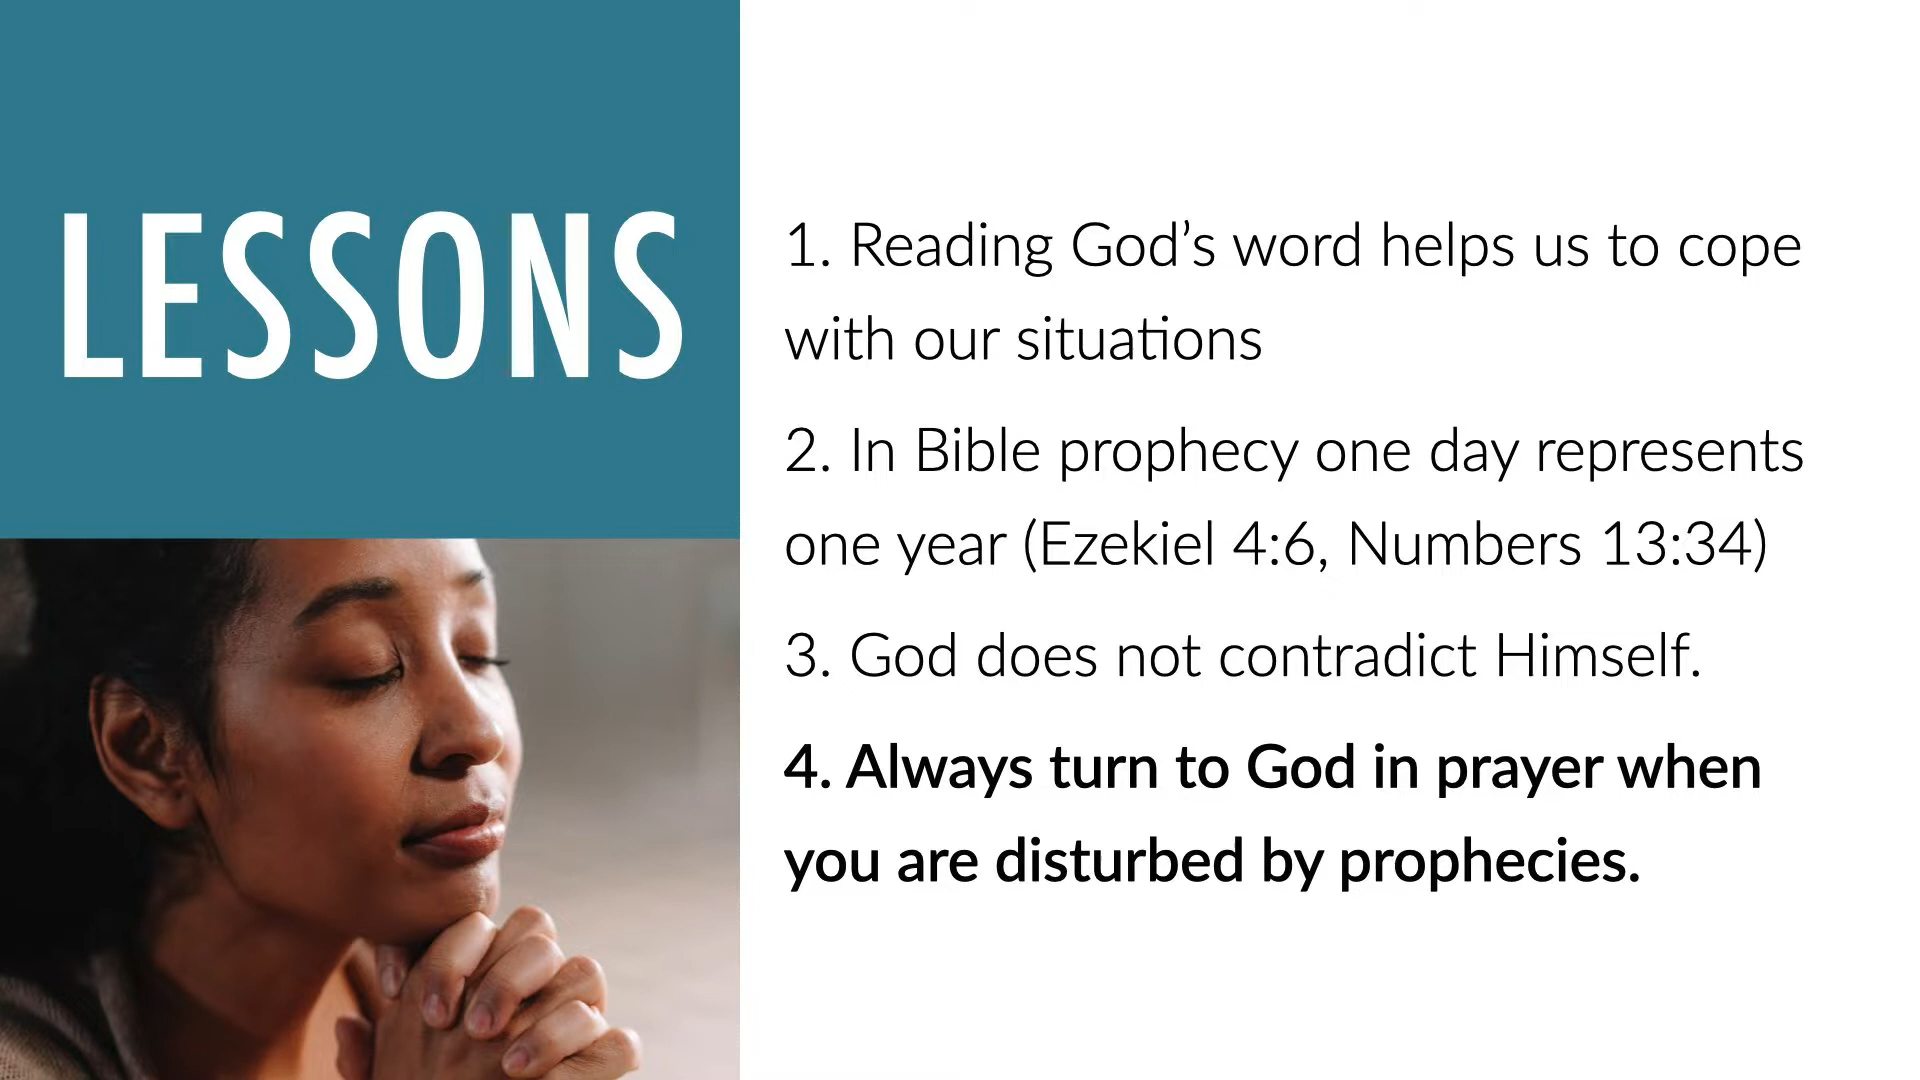 LESSONS
1. Reading God’s word helps us to cope
with our situations
2. In Bible prophecy one day represents
one year (Ezekiel 4:6, Numbers 13:34)
3. God does not contradict Himself.
4. Always turn to God in prayer when
you are disturbed by prophecies.